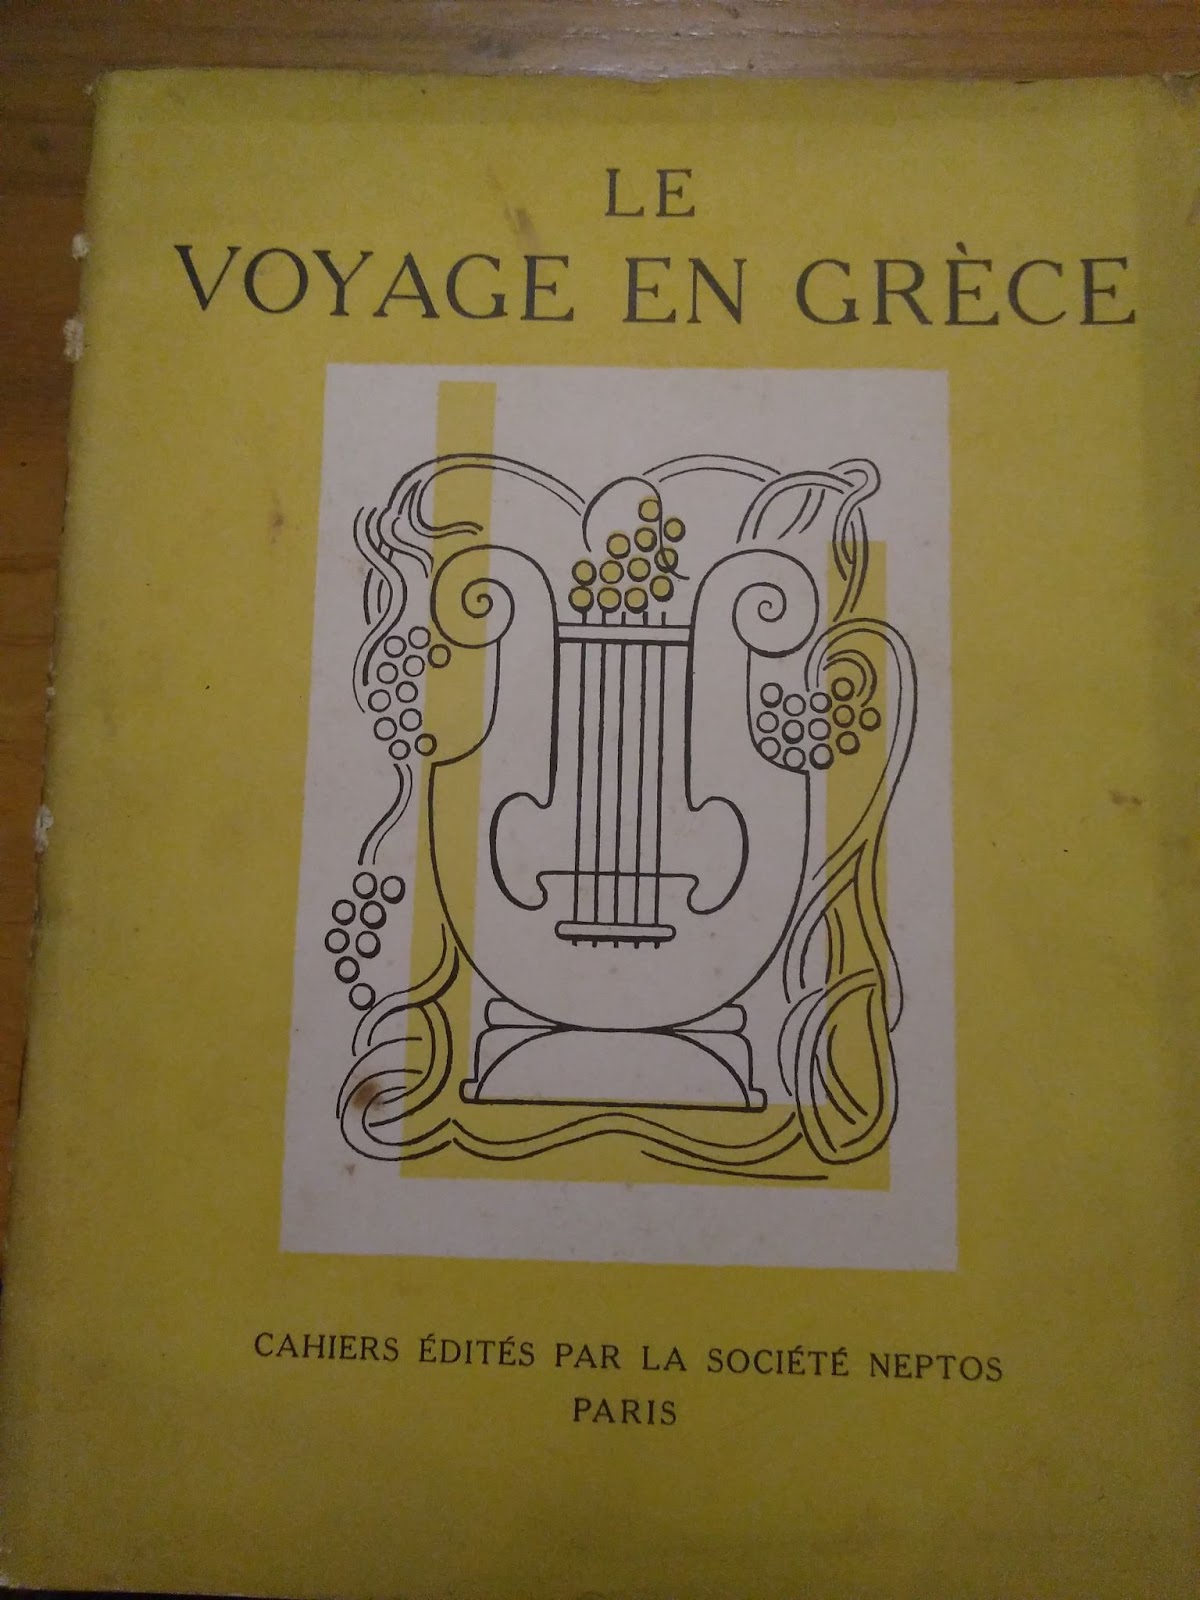 LE
VOYAGE EN GRÈCE
CAHIERS ÉDITÉS PAR LA SOCIÉTÉ NEPTOS
PARIS